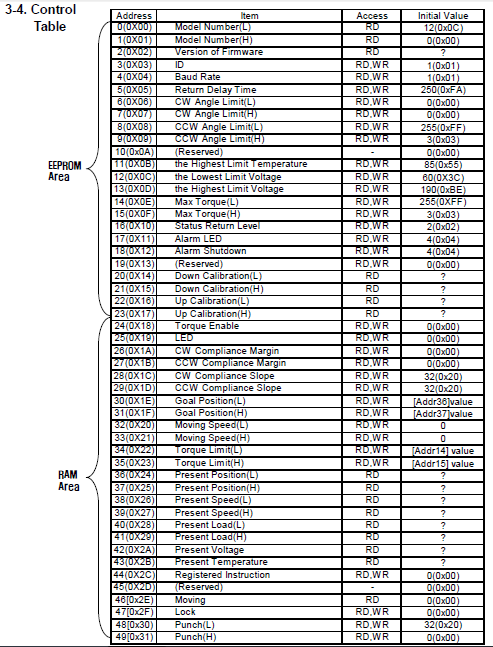 3-4. Control
Table
Address Item Access Initial Value
0(0X00) Model Number(L) RD 12(0x0C)
1(0X01) Model Number(H) RD 0(0x00)
2(0X02) Version of Firmware RD ?
3(0X03) ID RD,WR 1(0x01)
4(0X04) Baud Rate RD,WR 1(0x01)
5(0X05) Return Delay Time RD,WR 250(0xFA)
6(0X06) CW Angle Limit(L) RD,WR 0(0x00)
7(0X07) CW Angle Limit(H) RD,WR 0(0x00)
8(0X08) CCW Angle Limit(L) RD,WR 255(0xFF)
9(0X09) CCW Angle Limit(H) RD,WR 3(0x03)
10(0x0A) (Reserved) - 0(0x00)
EEPROM
Area
11(0X0B) the Highest Limit Temperature RD,WR 85(0x55)
12(0X0C) the Lowest Limit Voltage RD,WR 60(0X3C)
13(0X0D) the Highest Limit Voltage RD,WR 190(0xBE)
14(0X0E) Max Torque(L) RD,WR 255(0XFF)
15(0X0F) Max Torque(H) RD,WR 3(0x03)
16(0X10) Status Return Level RD,WR 2(0x02)
17(0X11) Alarm LED RD,WR 4(0x04)
18(0X12) Alarm Shutdown RD,WR 4(0x04)
19(0X13) (Reserved) RD,WR 0(0x00)
20(0X14) Down Calibration(L) RD ?
21(0X15) Down Calibration(H) RD ?
22(0X16) Up Calibration(L) RD ?
23(0X17) Up Calibration(H) RD ?
24(0X18) Torque Enable RD,WR 0(0x00)
25(0X19) LED RD,WR 0(0x00)
26(0X1A) CW Compliance Margin RD,WR 0(0x00)
27(0X1B) CCW Compliance Margin RD,WR 0(0x00)
28(0X1C) CW Compliance Slope RD,WR 32(0x20)
29(0X1D) CCW Compliance Slope RD,WR 32(0x20)
30(0X1E) Goal Position(L) RD,WR [Addr36]value
31(0X1F) Goal Position(H) RD,WR [Addr37]value
32(0X20) Moving Speed(L) RD,WR 0
33(0X21) Moving Speed(H) RD,WR 0
34(0X22) Torque Limit(L) RD,WR [Addr14] value
35(0X23) Torque Limit(H) RD,WR [Addr15] value
RAM
Area
36(0X24) Present Position(L) RD ?
37(0X25) Present Position(H) RD ?
38(0X26) Present Speed(L) RD ?
39(0X27) Present Speed(H) RD ?
40(0X28) Present Load(L) RD ?
41(0X29) Present Load(H) RD ?
42(0X2A) Present Voltage RD ?
43(0X2B) Present Temperature RD ?
44(0X2C) Registered Instruction RD,WR 0(0x00)
45(0X2D) (Reserved) - 0(0x00)
46[0x2E) Moving RD 0(0x00)
47[0x2F) Lock RD,WR 0(0x00)
48[0x30) Punch(L) RD,WR 32(0x20)
49[0x31) Punch(H) RD,WR 0(0x00)